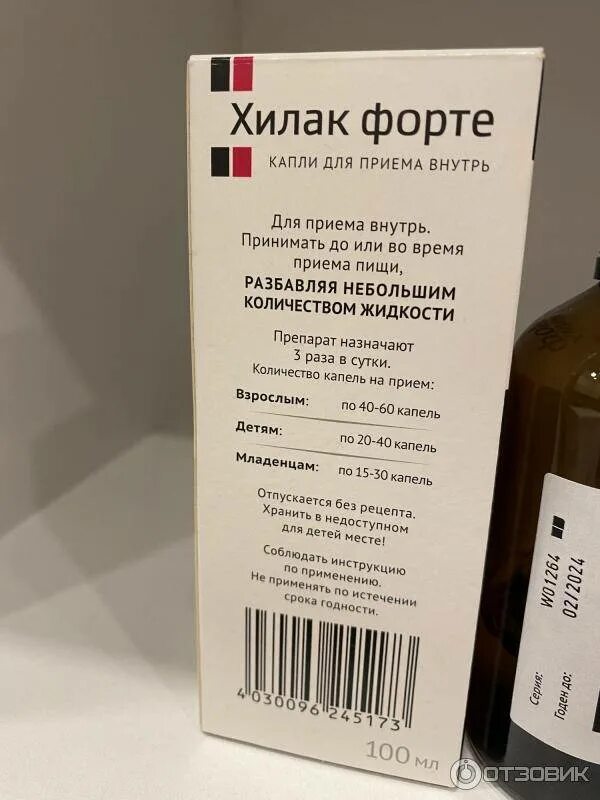 Хилак форте
КАПЛИ ДЛЯ ПРИЕМА ВНУТРЬ
Для приема внутрь.
Принимать до или во время
приема пищи,
РАЗБАВЛЯЯ НЕБОЛЬШИМ
КОЛИЧЕСТВОМ ЖИДКОСТИ
Препарат назначают
3 раза в сутки.
Количество капель на прием:
Взрослым: по 40-60 капель
Детям: по 20-40 капель
Младенцам: по 15-30 капель
Отпускается без рецепта.
Хранить в недоступном
для детей месте!
Соблюдать инструкцию
по применению.
Не применять по истечении
срока годности.
4030096 245173
100 мл
Серия: W01264
Годен до: 02/2024
ОТЗОВИК